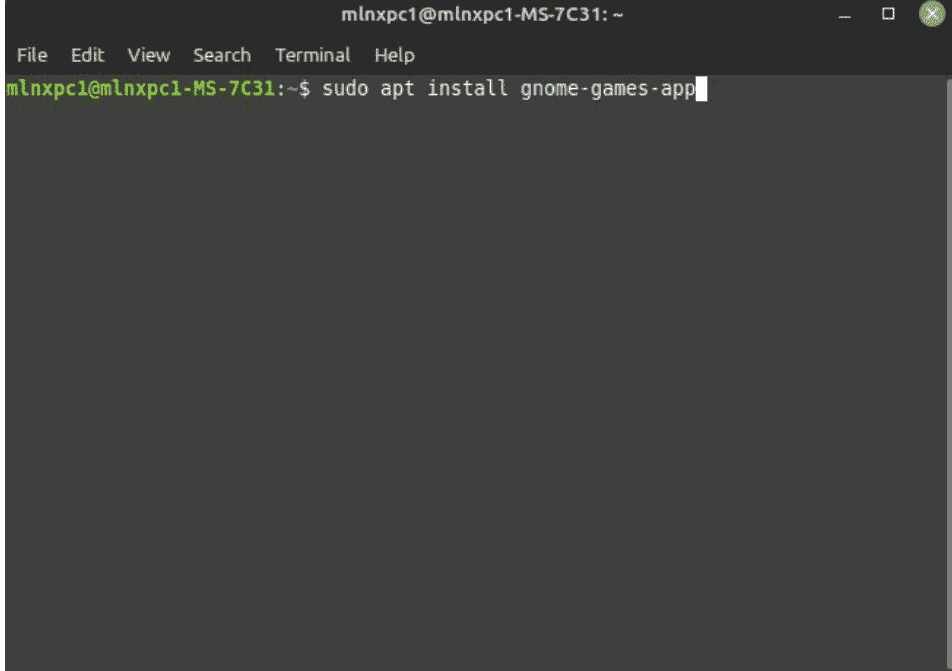 mlnxpc1@mlnxpc1-MS-7C31: ~
File Edit View Search Terminal Help
mlnxpc1@mlnxpc1-MS-7C31:~$ sudo apt install gnome-games-app